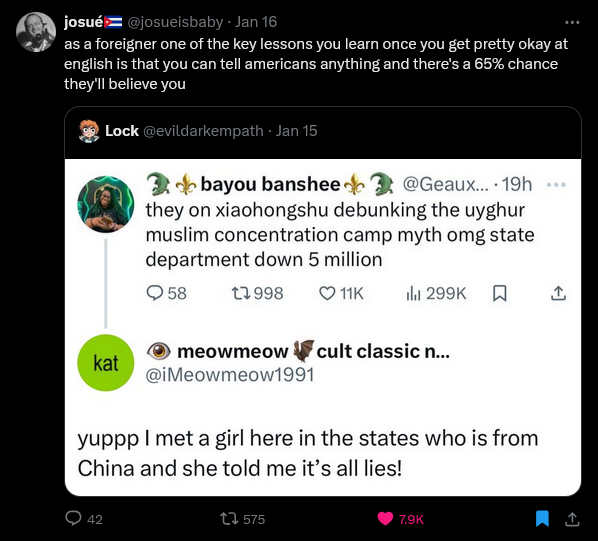 josué🇨🇺 @josueisbaby · Jan 16
as a foreigner one of the key lessons you learn once you get pretty okay at
english is that you can tell americans anything and there's a 65% chance
they'll believe you
Lock @evildarkempath · Jan 15
🐊⚜️bayou banshee⚜️🐊 @Geaux... · 19h
they on xiaohongshu debunking the uyghur
muslim concentration camp myth omg state
department down 5 million
58 998 11K 299K
kat
👁️ meowmeow🦇cult classic n...
@iMeowmeow1991
yuppp I met a girl here in the states who is from
China and she told me it’s all lies!
42 575 7.9K